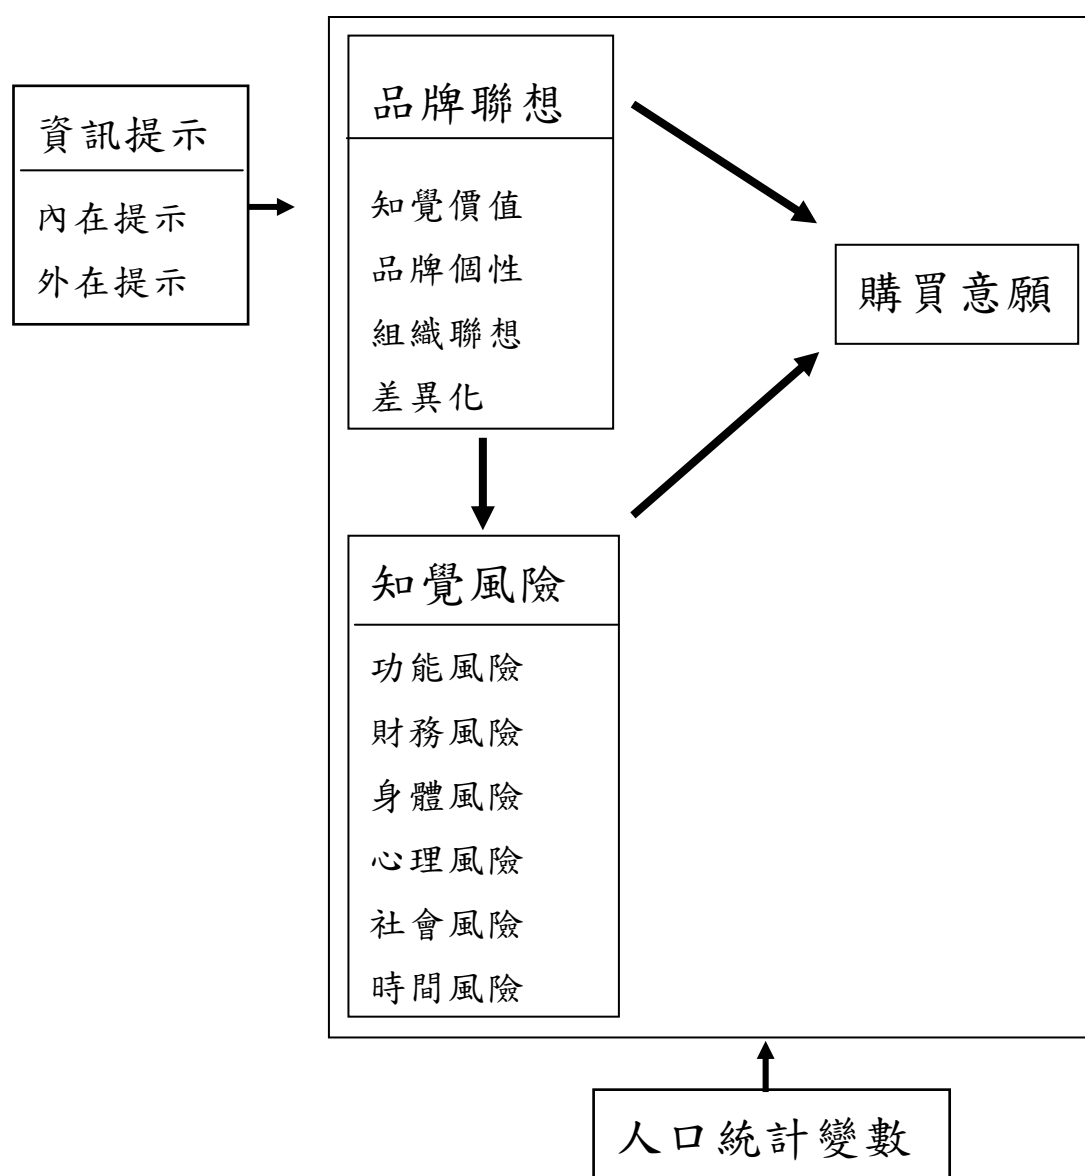 資訊提示
內在提示
外在提示
品牌聯想
知覺價值
品牌個性
組織聯想
差異化
購買意願
知覺風險
功能風險
財務風險
身體風險
心理風險
社會風險
時間風險
人口統計變數